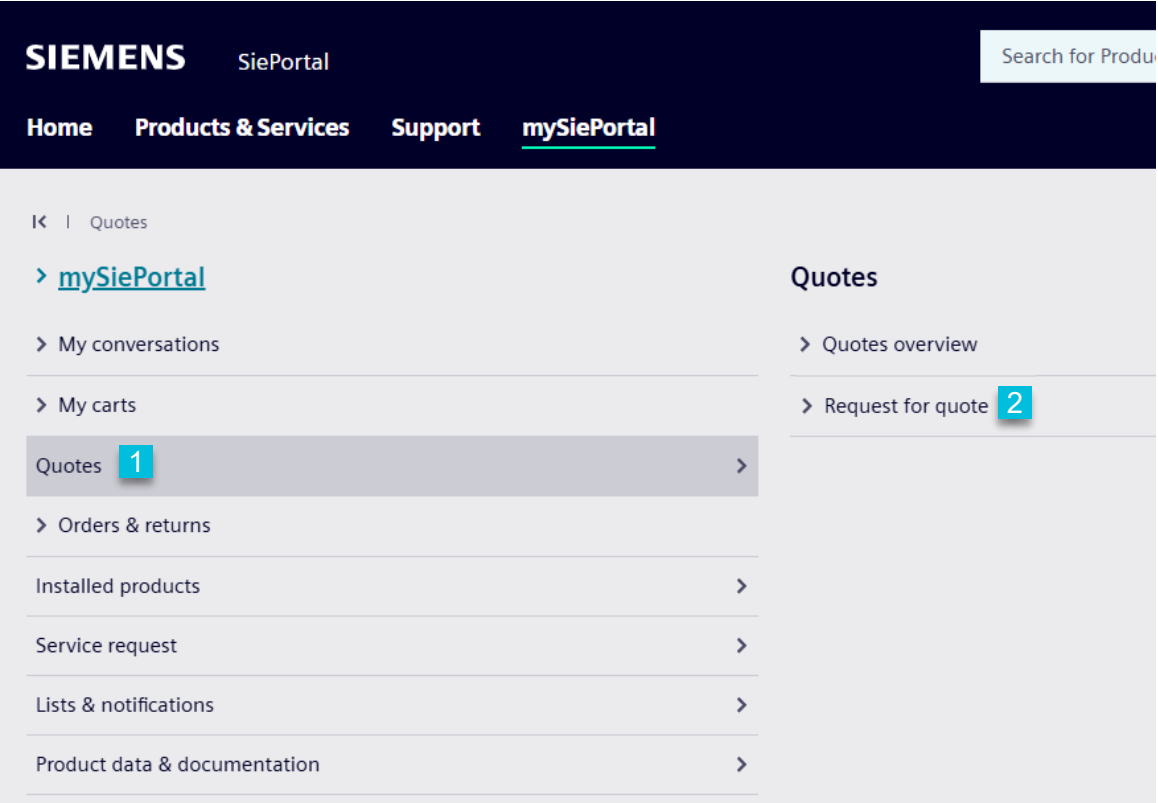 SIEMENS SiePortal
Search for Produ
Home Products & Services Support mySiePortal
Quotes
mySiePortal
My conversations
My carts
Quotes 1
Orders & returns
Installed products
Service request
Lists & notifications
Product data & documentation
Quotes
Quotes overview
Request for quote 2